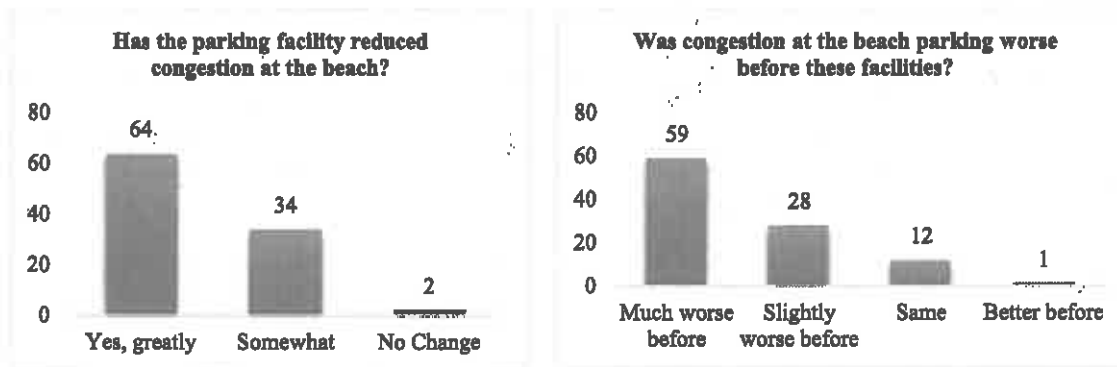 Has the parking facility reduced
congestion at the beach?
80
60
40
20
0
64
34
2
Yes, greatly
Somewhat
No Change
Was congestion at the beach parking worse
before these facilities?
80
60
40
20
0
59
28
12
1
Much worse
before
Slightly
worse before
Same
Better before